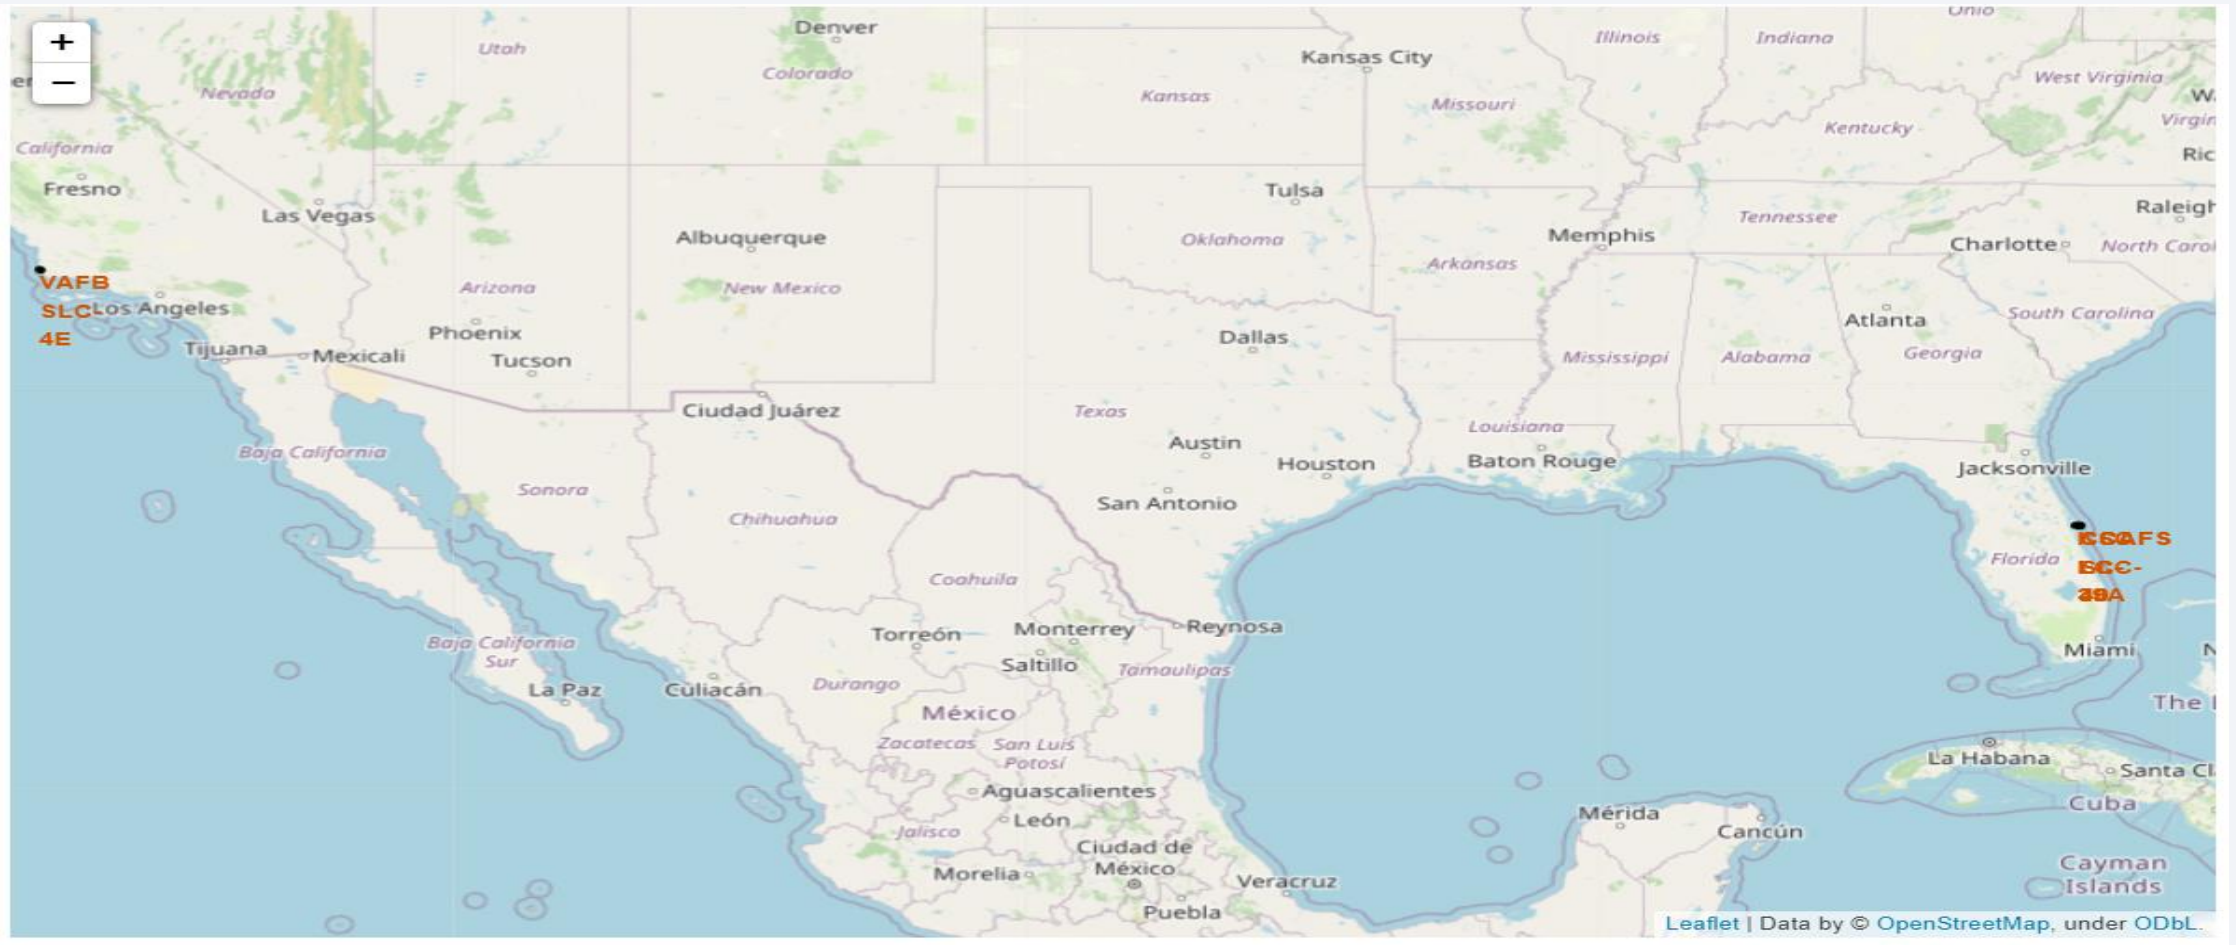 +
−
Denver
Ohio
Utah
Colorado
Kansas City
Illinois
Indiana
Nevada
Kansas
Missouri
West Virginia
Kentucky
California
Fresno
Las Vegas
Tulsa
Tennessee
Raleigh
Albuquerque
Oklahoma
Memphis
Charlotte
North Carol
Arkansas
VAFB
SLC-
4E
Los Angeles
Arizona
New Mexico
Atlanta
South Carolina
Phoenix
Dallas
Tijuana
Mexicali
Tucson
Mississippi
Alabama
Georgia
Ciudad Juárez
Texas
Louisiana
Austin
Baja California
Houston
Baton Rouge
Jacksonville
Sonora
San Antonio
Chihuahua
Florida
Coahuila
Torreón
Monterrey
Reynosa
Baja California
Sur
Saltillo
Tamaulipas
Miami
La Paz
Culiacán
Durango
México
The
Zacatecas
San Luis
Potosí
La Habana
Santa Cl
Aguascalientes
Cuba
León
Mérida
Jalisco
Cancún
Ciudad de
México
Morelia
Veracruz
Cayman
Islands
Puebla
Leaflet | Data by © OpenStreetMap, under ODbL.